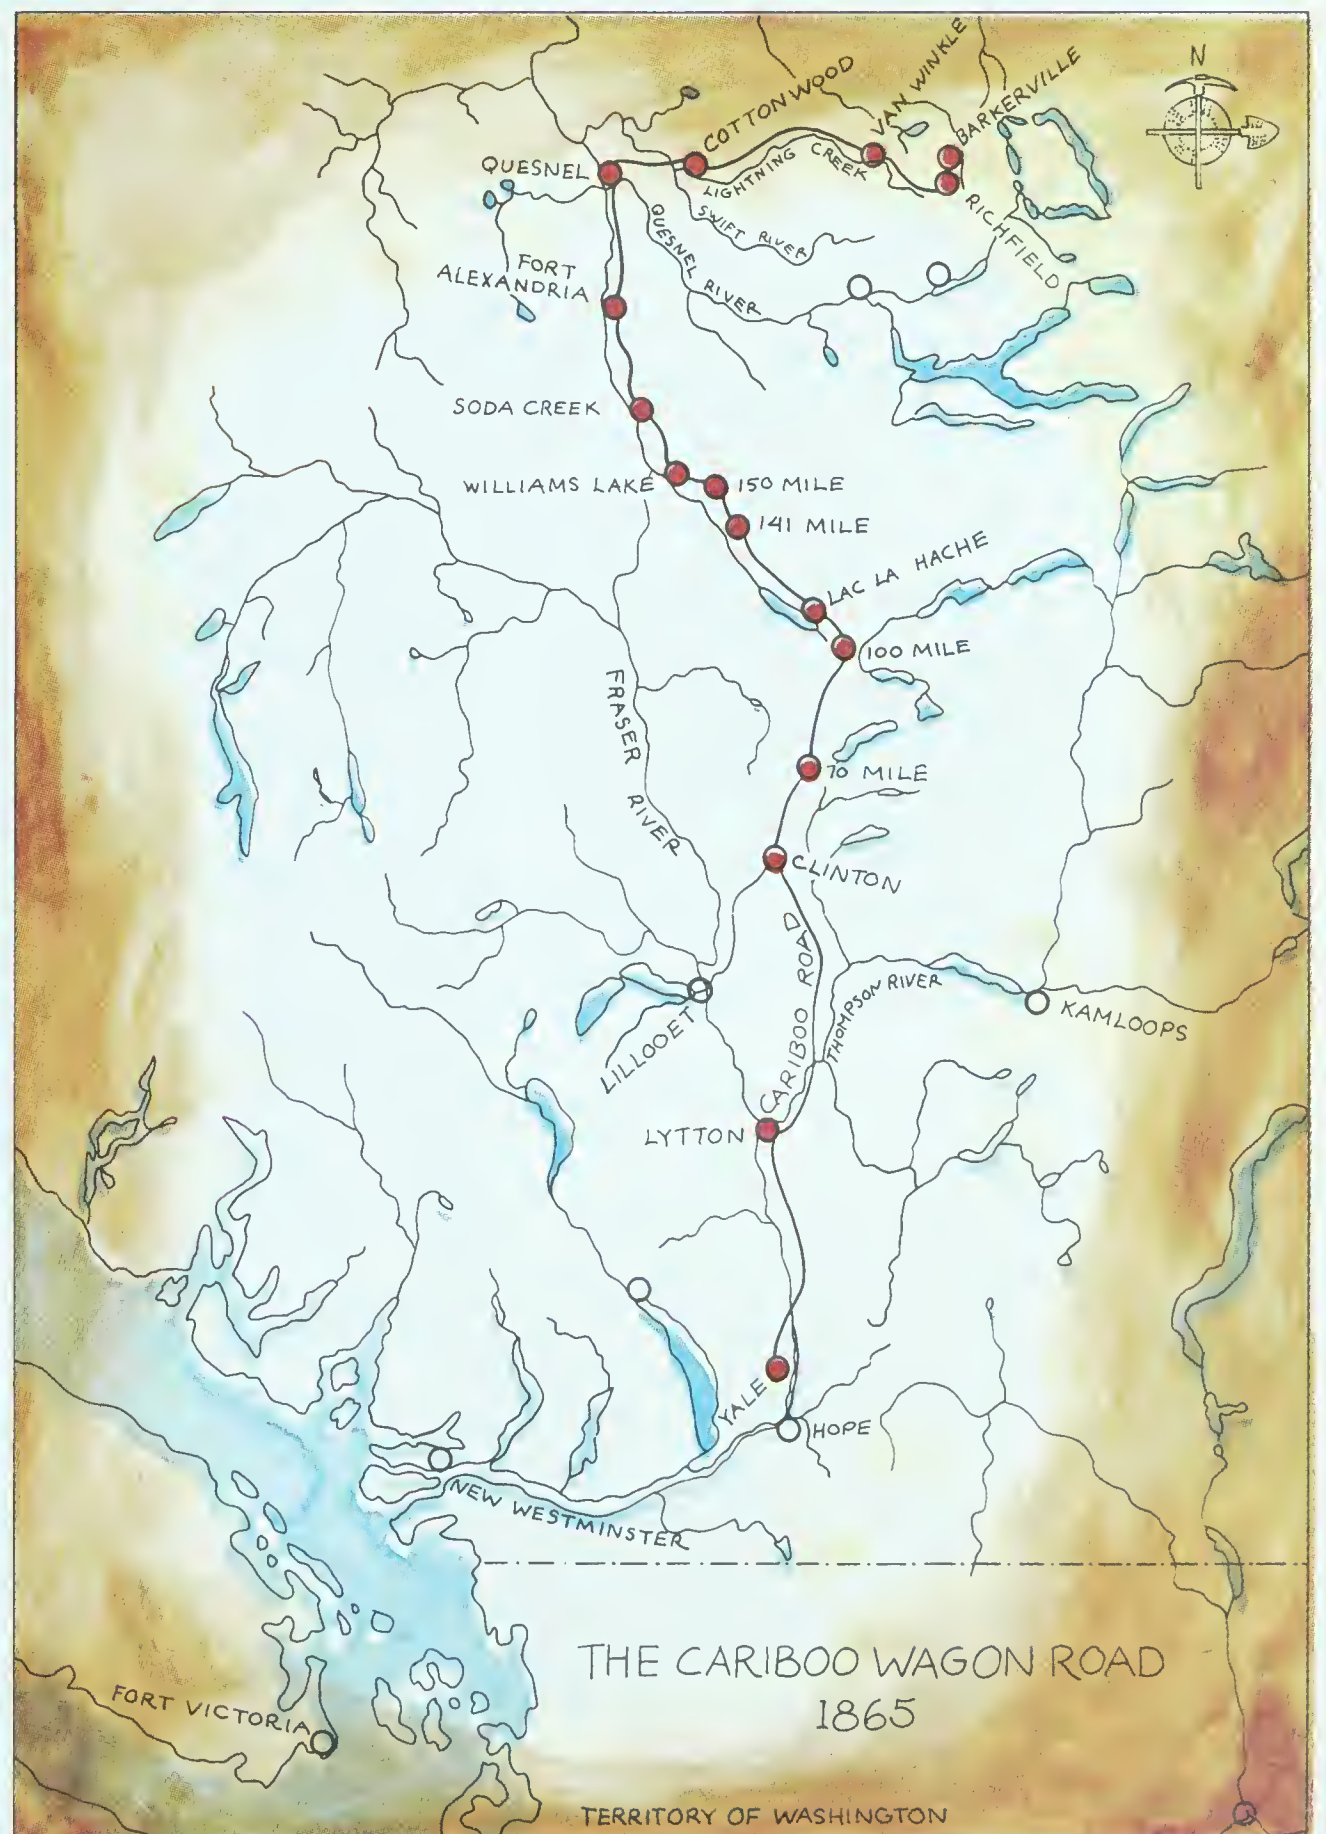 N
VAN WINKLE
BARKERVILLE
COTTONWOOD
QUESNEL
LIGHTNING CREEK
RICHFIELD
SWIFT RIVER
QUESNEL RIVER
FORT
ALEXANDRIA
SODA CREEK
WILLIAMS LAKE
150 MILE
141 MILE
LAC LA HACHE
100 MILE
FRASER RIVER
70 MILE
CLINTON
CARIBOO ROAD
THOMPSON RIVER
KAMLOOPS
LILLOOET
LYTTON
YALE
HOPE
NEW WESTMINSTER
THE CARIBOO WAGON ROAD
1865
FORT VICTORIA
TERRITORY OF WASHINGTON